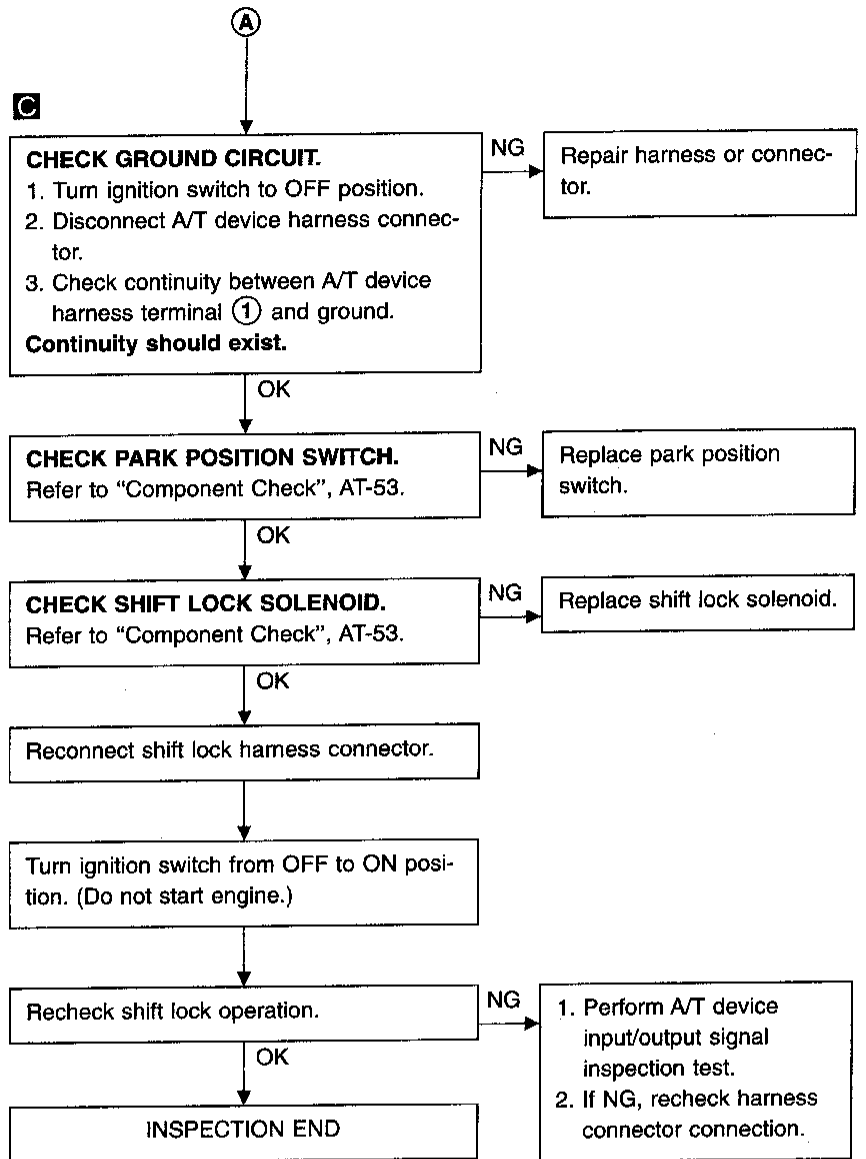 A
C
CHECK GROUND CIRCUIT.
1. Turn ignition switch to OFF position.
2. Disconnect A/T device harness connec-
tor.
3. Check continuity between A/T device
harness terminal ① and ground.
Continuity should exist.
NG
Repair harness or connec-
tor.
OK
CHECK PARK POSITION SWITCH.
Refer to "Component Check", AT-53.
NG
Replace park position
switch.
OK
CHECK SHIFT LOCK SOLENOID.
Refer to "Component Check", AT-53.
NG
Replace shift lock solenoid.
OK
Reconnect shift lock harness connector.
Turn ignition switch from OFF to ON posi-
tion. (Do not start engine.)
Recheck shift lock operation.
NG
1. Perform A/T device
input/output signal
inspection test.
2. If NG, recheck harness
connector connection.
OK
INSPECTION END